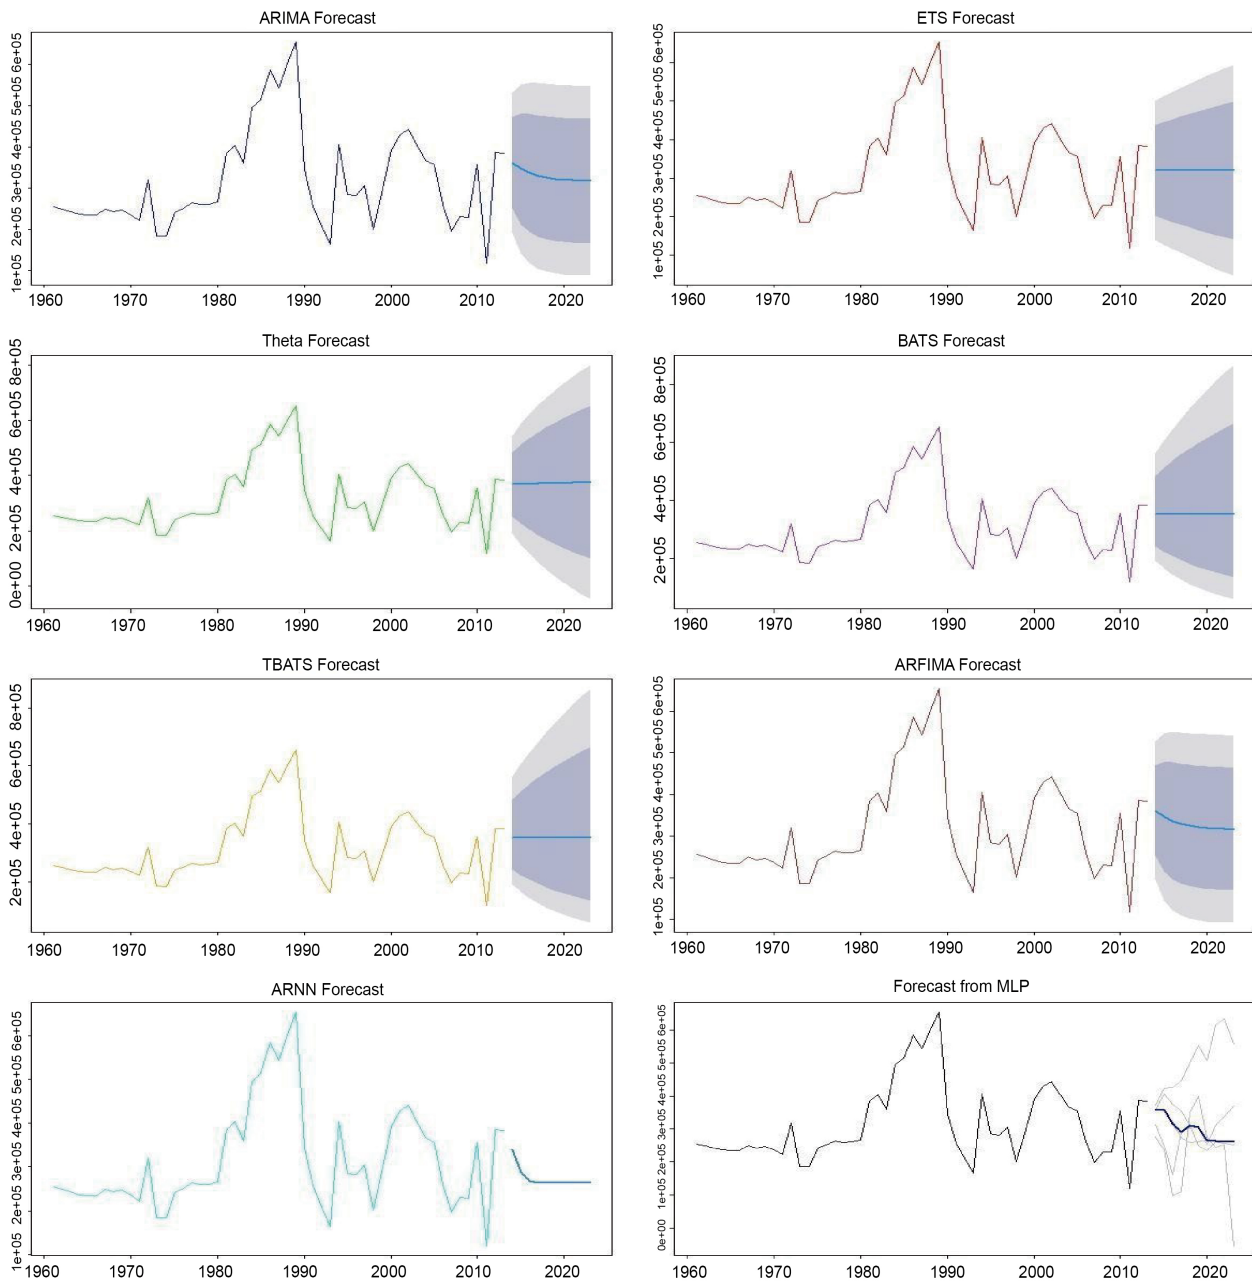 ARIMA Forecast
1e+05 2e+05 3e+05 4e+05 5e+05 6e+05
1960 1970 1980 1990 2000 2010 2020
ETS Forecast
1e+05 2e+05 3e+05 4e+05 5e+05 6e+05
1960 1970 1980 1990 2000 2010 2020
Theta Forecast
0e+00 2e+05 4e+05 6e+05 8e+05
1960 1970 1980 1990 2000 2010 2020
BATS Forecast
2e+05 4e+05 6e+05 8e+05
1960 1970 1980 1990 2000 2010 2020
TBATS Forecast
2e+05 4e+05 6e+05 8e+05
1960 1970 1980 1990 2000 2010 2020
ARFIMA Forecast
1e+05 2e+05 3e+05 4e+05 5e+05 6e+05
1960 1970 1980 1990 2000 2010 2020
ARNN Forecast
1e+05 2e+05 3e+05 4e+05 5e+05 6e+05
1960 1970 1980 1990 2000 2010 2020
Forecast from MLP
0e+00 1e+05 2e+05 3e+05 4e+05 5e+05 6e+05
1960 1970 1980 1990 2000 2010 2020